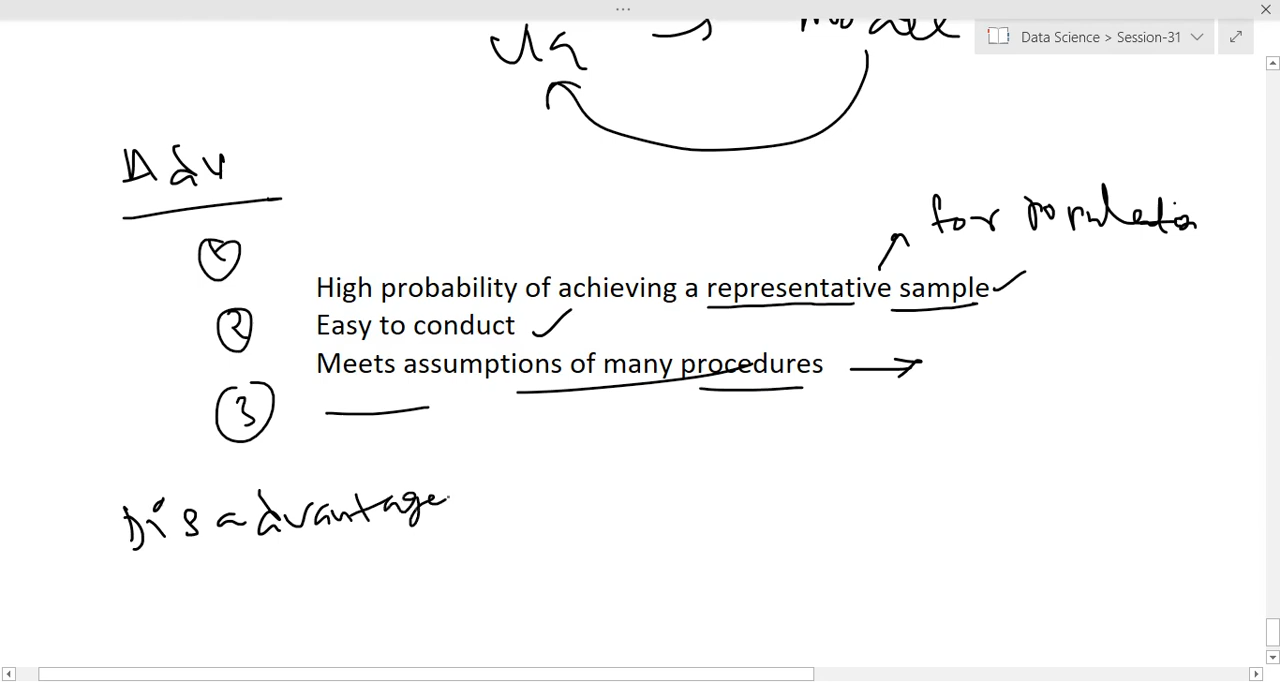 Data Science > Session-31
Adv
for population
High probability of achieving a representative sample
2 Easy to conduct
Meets assumptions of many procedures
3
Disadvantage